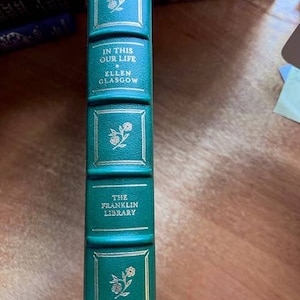 IN THIS
OUR LIFE
ELLEN
GLASGOW
THE
FRANKLIN
LIBRARY